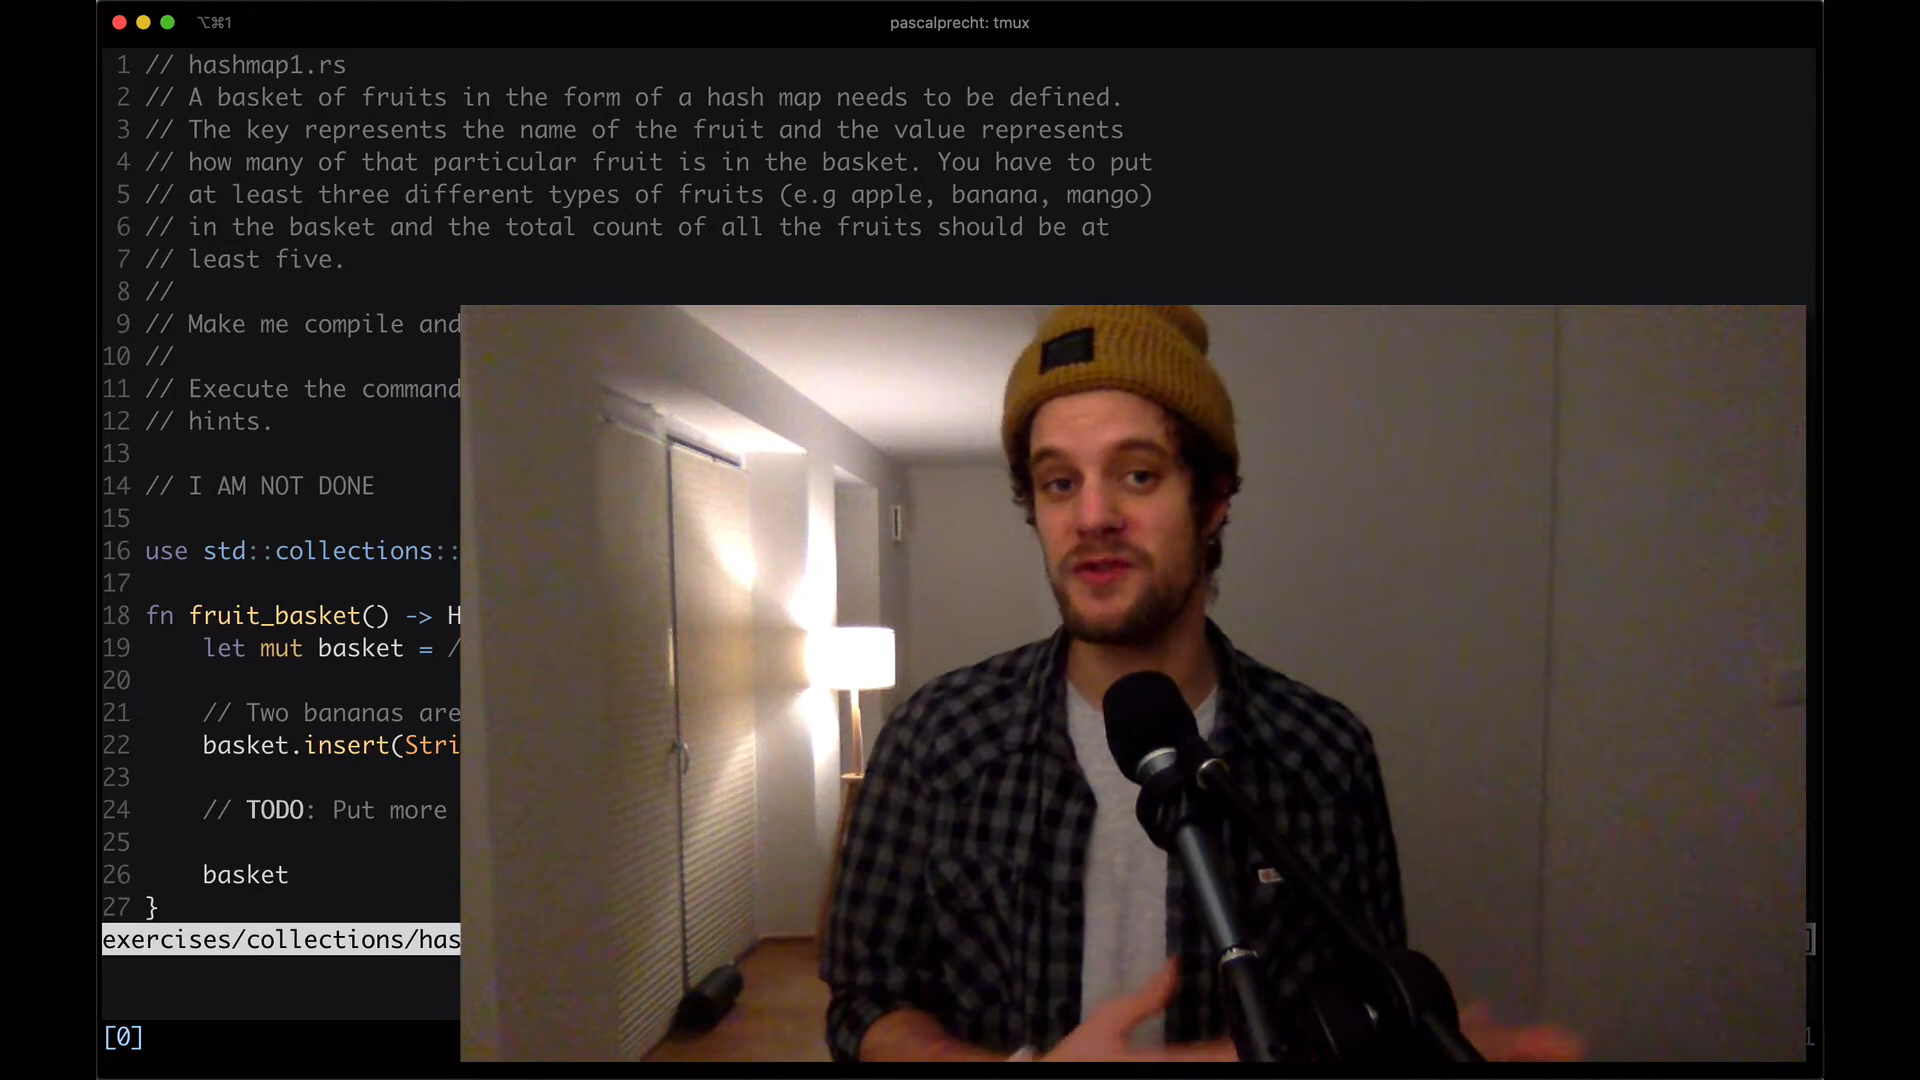 ⌥⌘1
pascalprecht: tmux
1 // hashmap1.rs
2 // A basket of fruits in the form of a hash map needs to be defined.
3 // The key represents the name of the fruit and the value represents
4 // how many of that particular fruit is in the basket. You have to put
5 // at least three different types of fruits (e.g apple, banana, mango)
6 // in the basket and the total count of all the fruits should be at
7 // least five.
8 //
9 // Make me compile and
10 //
11 // Execute the command
12 // hints.
13
14 // I AM NOT DONE
15
16 use std::collections::
17
18 fn fruit_basket() -> H
19 let mut basket = /
20
21 // Two bananas are
22 basket.insert(Stri
23
24 // TODO: Put more
25
26 basket
27 }
exercises/collections/has
]
[0]
1